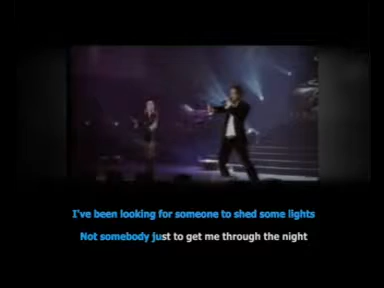 I've been looking for someone to shed some lights
Not somebody just to get me through the night